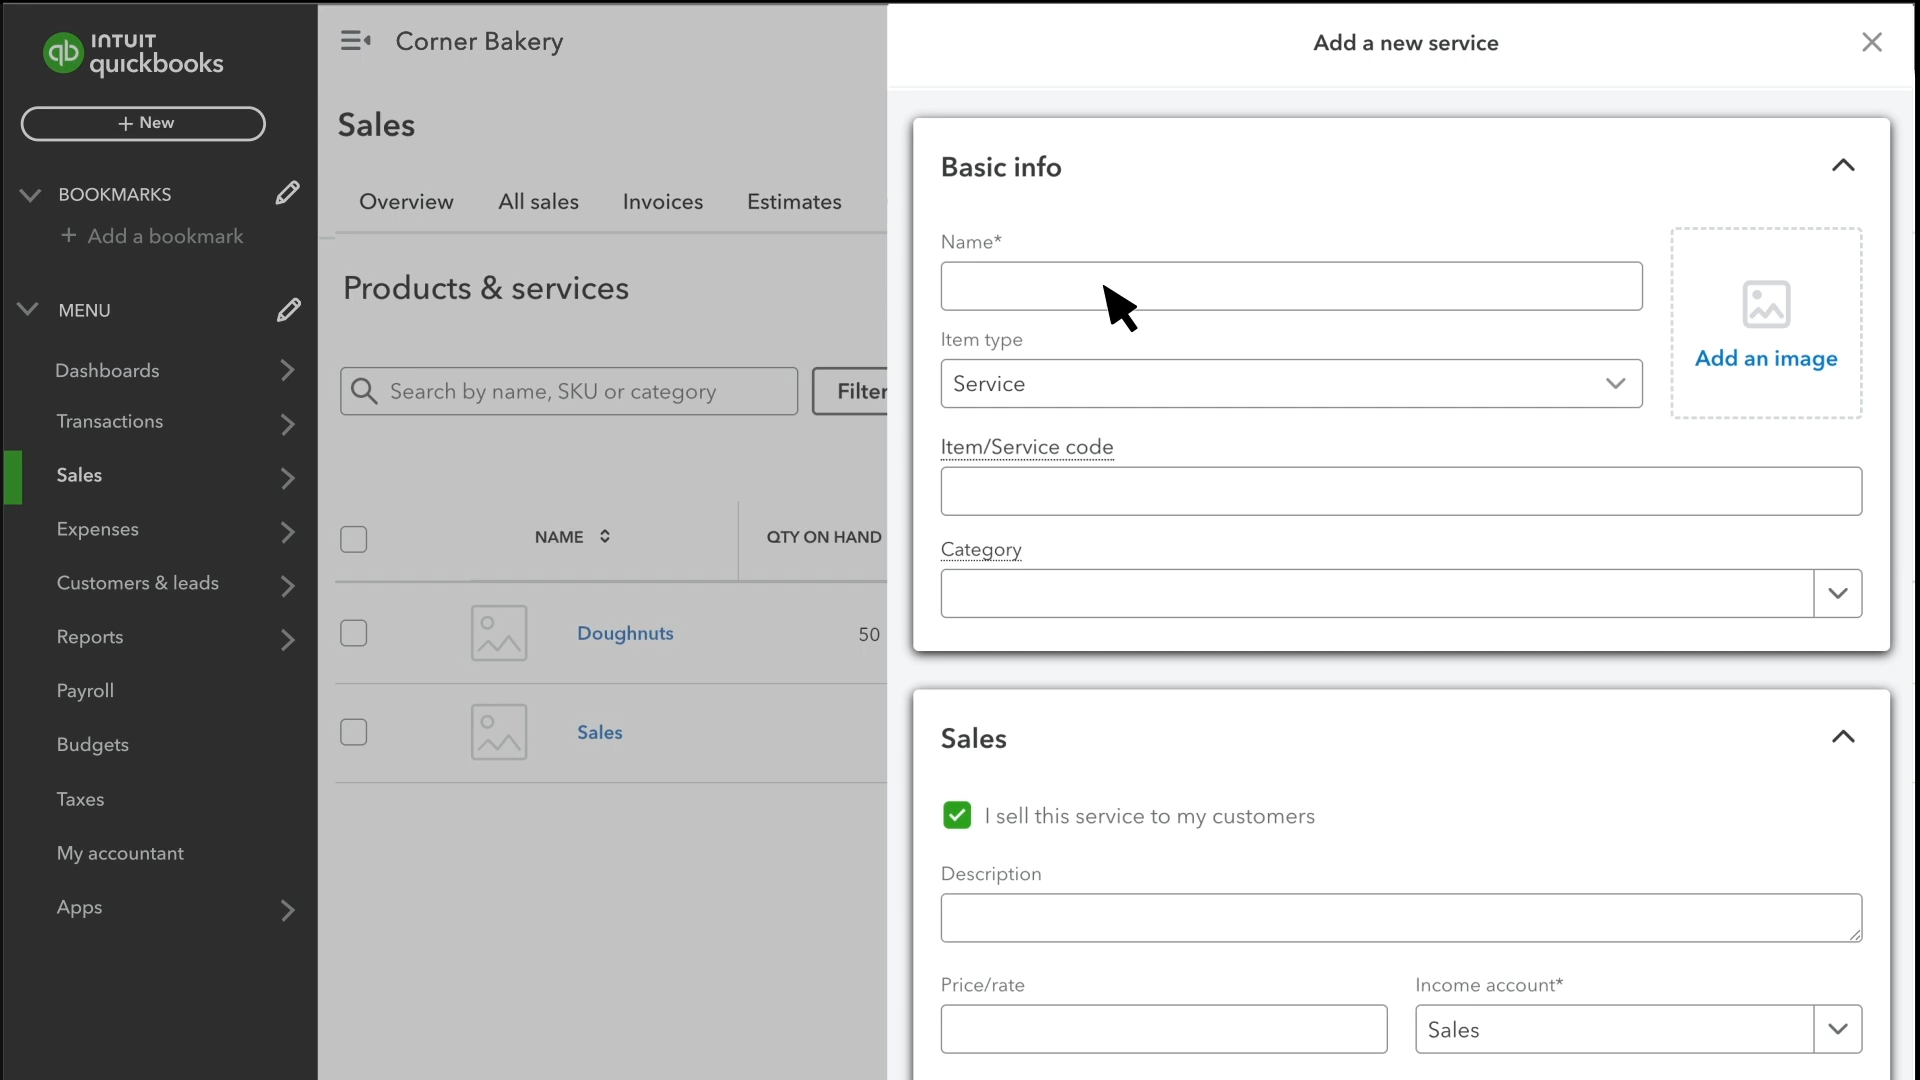 INTUIT
quickbooks
+ New
BOOKMARKS
+ Add a bookmark
MENU
Dashboards
Transactions
Sales
Expenses
Customers & leads
Reports
Payroll
Budgets
Taxes
My accountant
Apps
Corner Bakery
Sales
Overview All sales Invoices Estimates
Products & services
Search by name, SKU or category Filter
NAME QTY ON HAND
Doughnuts 50
Sales
Add a new service
Basic info
Name*
Add an image
Item type
Service
Item/Service code
Category
Sales
I sell this service to my customers
Description
Price/rate Income account*
Sales